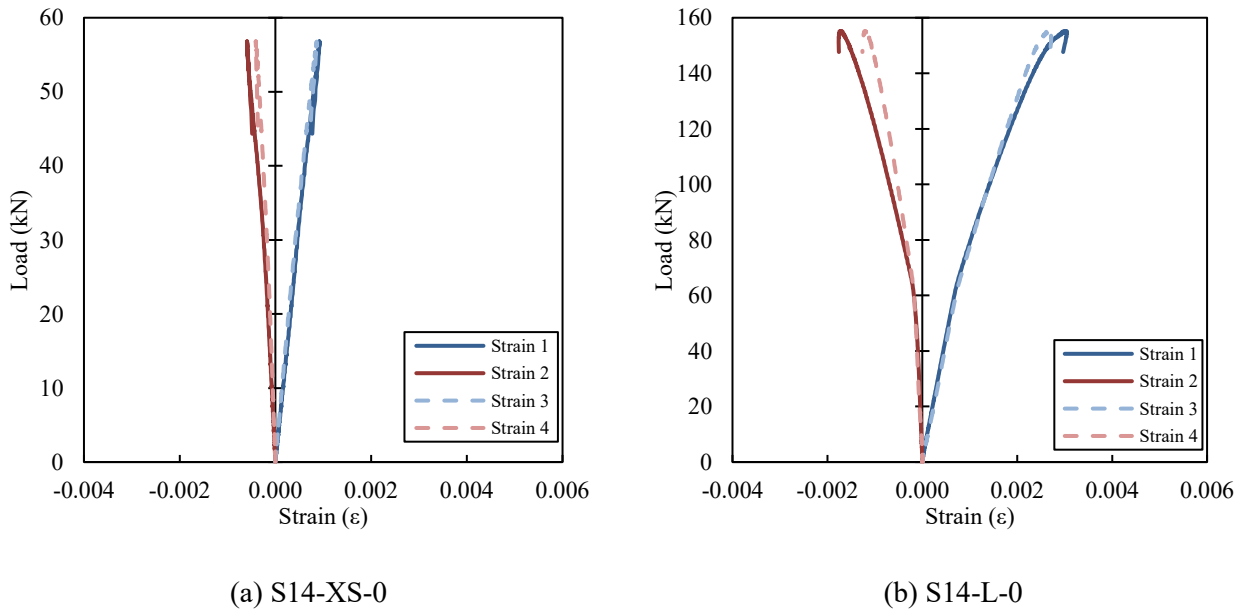 60
50
40
30
20
10
0
Load (kN)
-0.004
-0.002
0.000
0.002
0.004
0.006
Strain (ε)
Strain 1
Strain 2
Strain 3
Strain 4
(a) S14-XS-0
160
140
120
100
80
60
40
20
0
Load (kN)
-0.004
-0.002
0.000
0.002
0.004
0.006
Strain (ε)
Strain 1
Strain 2
Strain 3
Strain 4
(b) S14-L-0